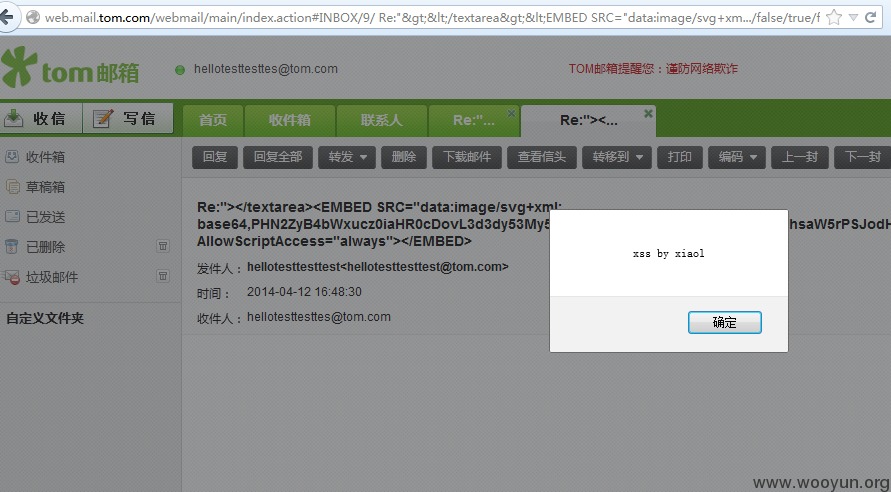 web.mail.tom.com/webmail/main/index.action#INBOX/9/ Re:"&gt;&lt;/textarea&gt;&lt;EMBED SRC="data:image/svg+xm.../false/true/f
tom邮箱
hellotesttesttes@tom.com
TOM邮箱提醒您：谨防网络欺诈
收信 写信
首页 收件箱 联系人 Re:"... Re:"><...
回复 回复全部 转发 删除 下载邮件 查看信头 转移到 打印 编码 上一封 下一封
收件箱
草稿箱
已发送
已删除
垃圾邮件
自定义文件夹
Re:"></textarea><EMBED SRC="data:image/svg+xml:
base64,PHN2ZyB4bWxucz0iaHR0cDovL3d3dy53My5 hsaW5rPSJodH
AllowScriptAccess="always"></EMBED>
发件人：hellotesttesttest<hellotesttesttest@tom.com>
时间： 2014-04-12 16:48:30
收件人：hellotesttesttes@tom.com
xss by xiaol
确定
www.wooyun.org